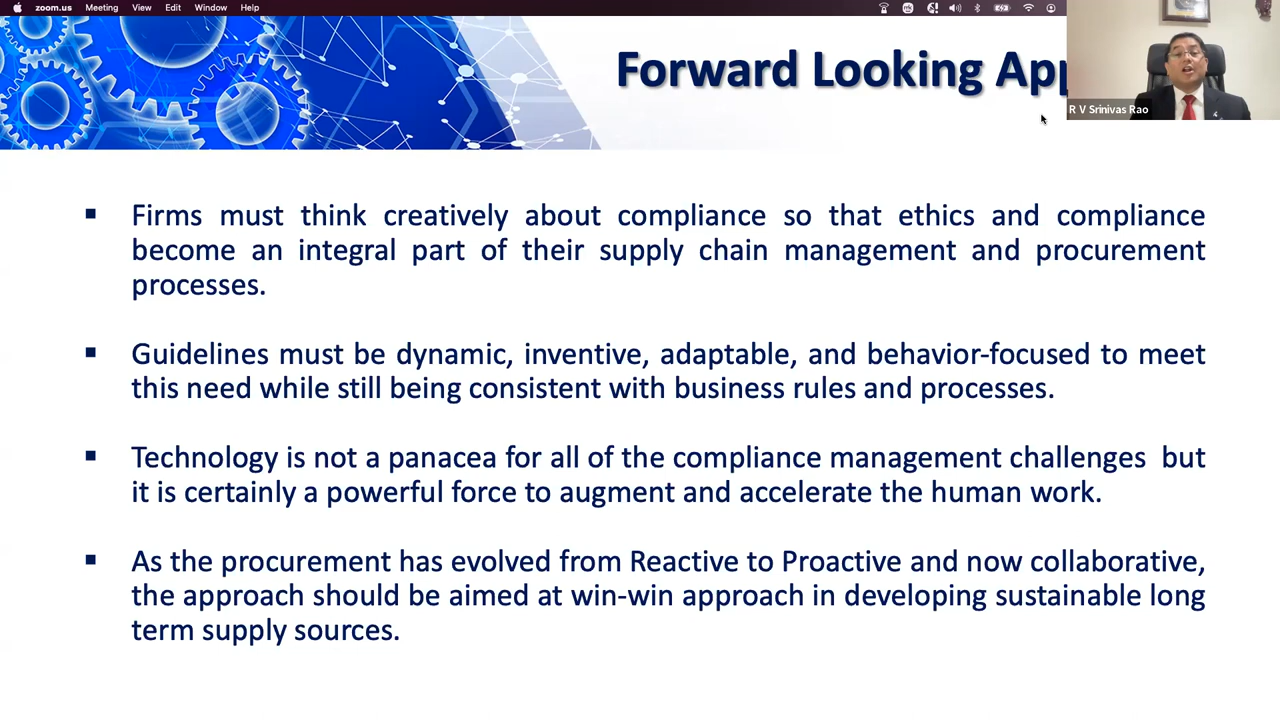 zoom.us Meeting View Edit Window Help
Forward Looking
R V Srinivas Rao
▪ Firms must think creatively about compliance so that ethics and compliance
become an integral part of their supply chain management and procurement
processes.
▪ Guidelines must be dynamic, inventive, adaptable, and behavior-focused to meet
this need while still being consistent with business rules and processes.
▪ Technology is not a panacea for all of the compliance management challenges but
it is certainly a powerful force to augment and accelerate the human work.
▪ As the procurement has evolved from Reactive to Proactive and now collaborative,
the approach should be aimed at win-win approach in developing sustainable long
term supply sources.